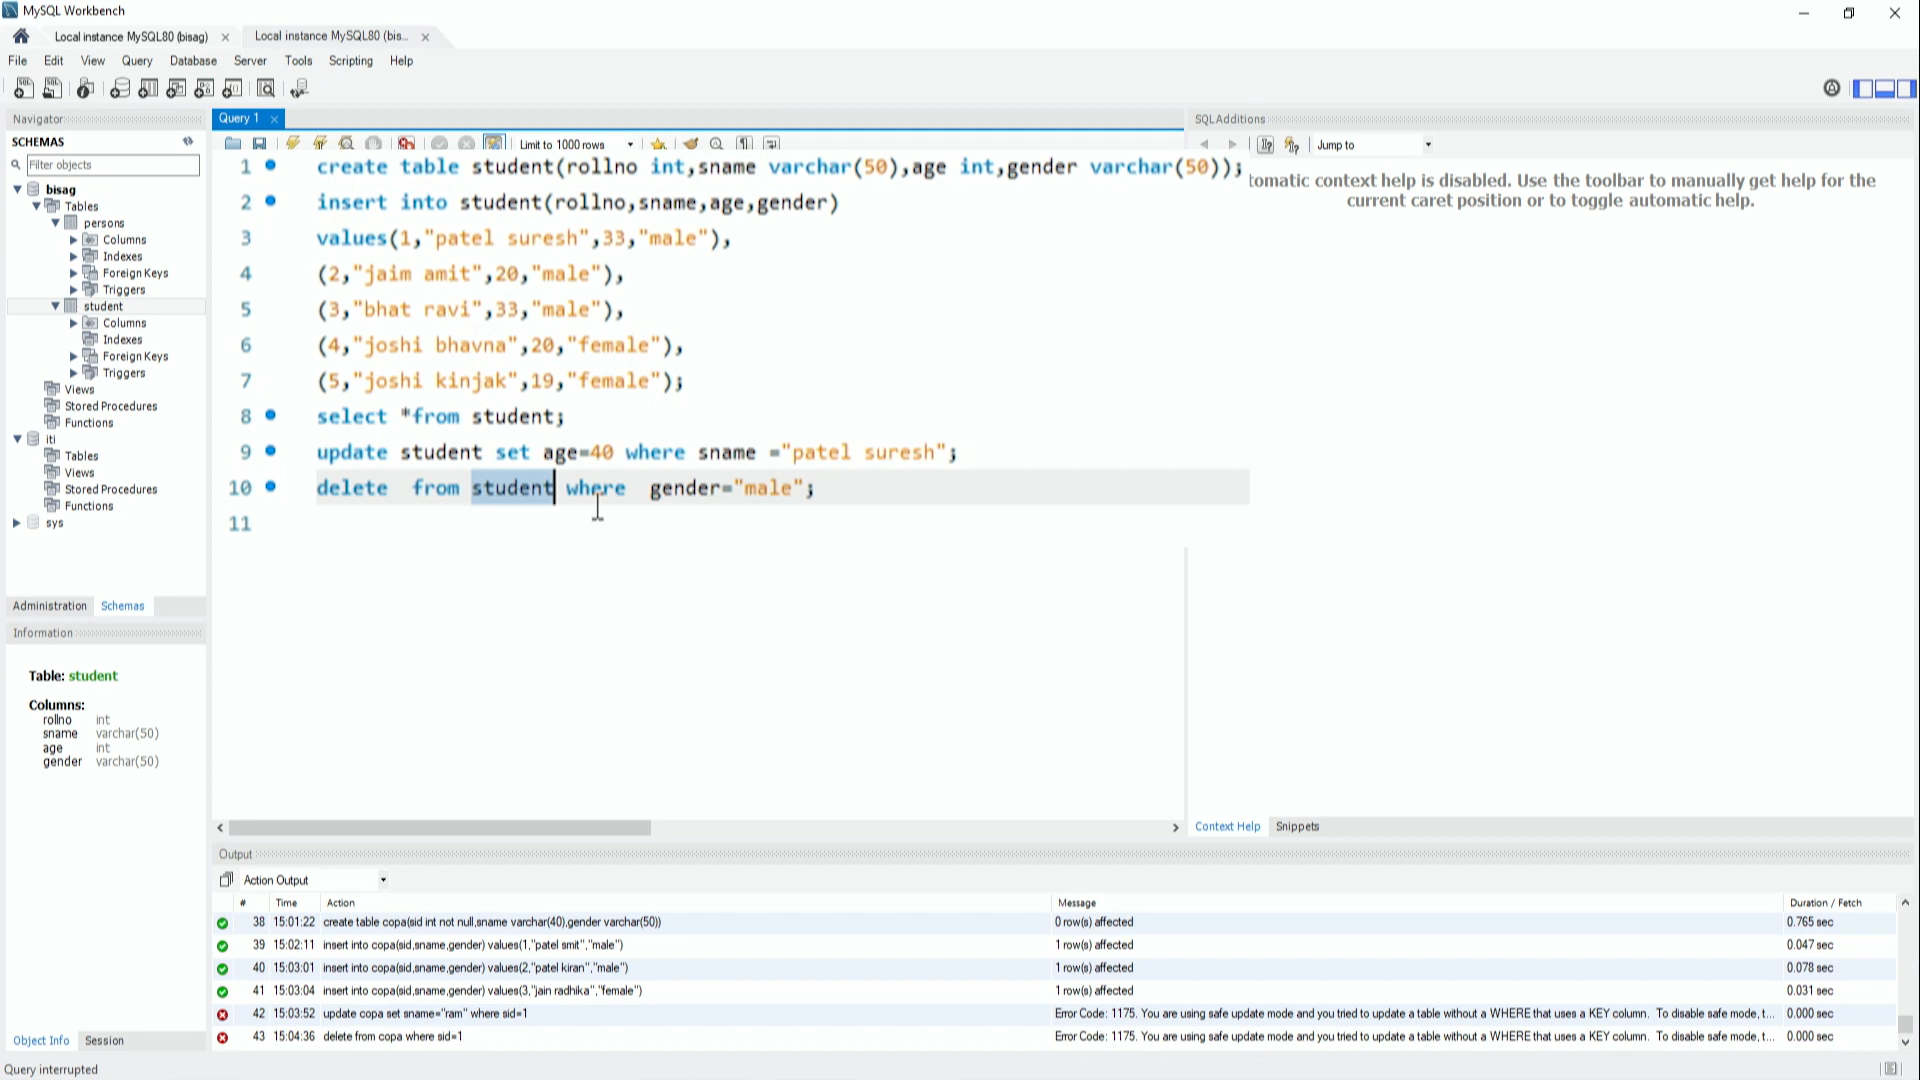 MySQL Workbench
Local instance MySQL80 (bisag) Local instance MySQL80 (bis...
File Edit View Query Database Server Tools Scripting Help
Navigator
Query 1
SQLAdditions
SCHEMAS
Limit to 1000 rows
Jump to
Filter objects
bisag
Tables
persons
Columns
Indexes
Foreign Keys
Triggers
student
Columns
Indexes
Foreign Keys
Triggers
Views
Stored Procedures
Functions
iti
Tables
Views
Stored Procedures
Functions
sys
1 create table student(rollno int,sname varchar(50),age int,gender varchar(50));
2 insert into student(rollno,sname,age,gender)
3 values(1,"patel suresh",33,"male"),
4 (2,"jaim amit",20,"male"),
5 (3,"bhat ravi",33,"male"),
6 (4,"joshi bhavna",20,"female"),
7 (5,"joshi kinjak",19,"female");
8 select *from student;
9 update student set age=40 where sname ="patel suresh";
10 delete  from student where  gender="male";
11
tomatic context help is disabled. Use the toolbar to manually get help for the
current caret position or to toggle automatic help.
Administration Schemas
Information
Table: student
Columns:
rollno int
sname varchar(50)
age int
gender varchar(50)
Context Help Snippets
Output
Action Output
# Time Action Message Duration / Fetch
38 15:01:22 create table copa(sid int not null,sname varchar(40),gender varchar(50)) 0 row(s) affected 0.765 sec
39 15:02:11 insert into copa(sid,sname,gender) values(1,"patel smit","male") 1 row(s) affected 0.047 sec
40 15:03:01 insert into copa(sid,sname,gender) values(2,"patel kiran","male") 1 row(s) affected 0.078 sec
41 15:03:04 insert into copa(sid,sname,gender) values(3,"jain radhika","female") 1 row(s) affected 0.031 sec
42 15:03:52 update copa set sname="ram" where sid=1 Error Code: 1175. You are using safe update mode and you tried to update a table without a WHERE that uses a KEY column. To disable safe mode, t... 0.000 sec
43 15:04:36 delete from copa where sid=1 Error Code: 1175. You are using safe update mode and you tried to update a table without a WHERE that uses a KEY column. To disable safe mode, t... 0.000 sec
Object Info Session
Query interrupted